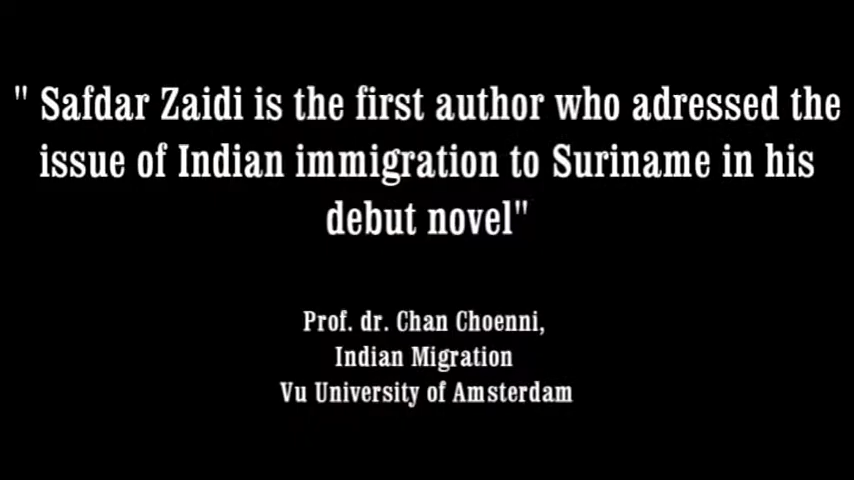 " Safdar Zaidi is the first author who adressed the
issue of Indian immigration to Suriname in his
debut novel"
Prof. dr. Chan Choenni,
Indian Migration
Vu University of Amsterdam